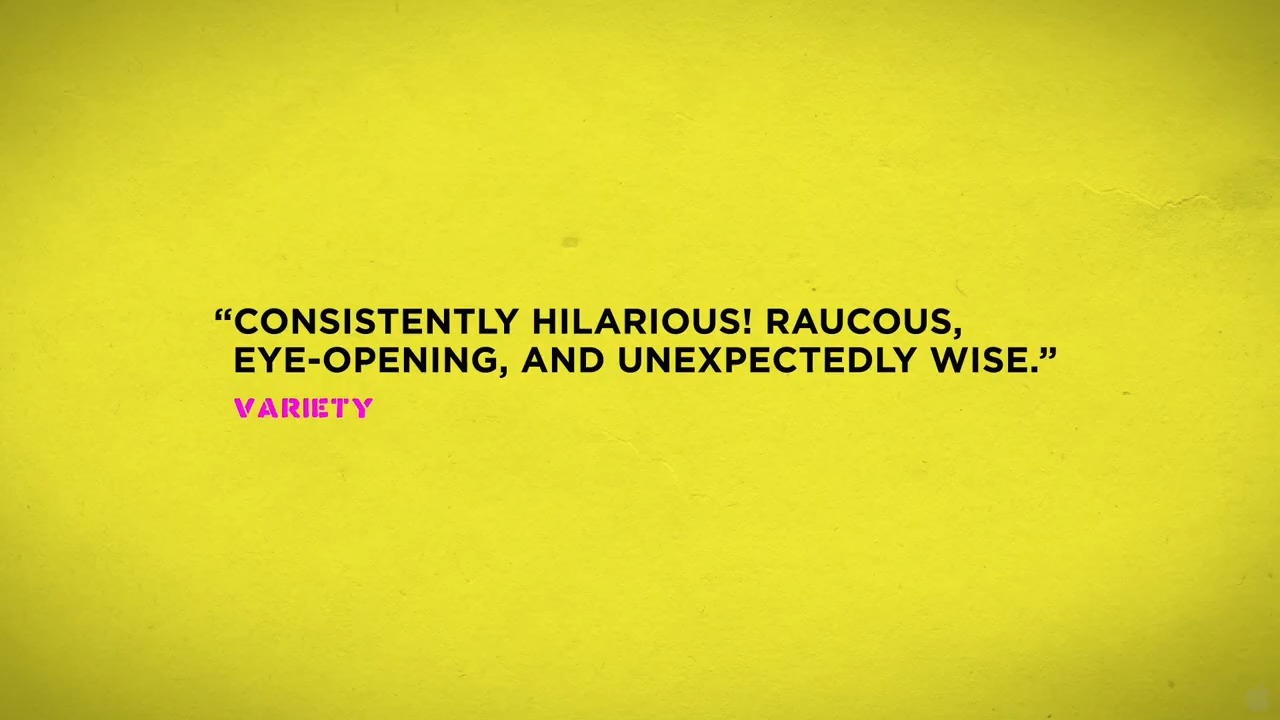 “CONSISTENTLY HILARIOUS! RAUCOUS,
EYE-OPENING, AND UNEXPECTEDLY WISE.”
VARIETY